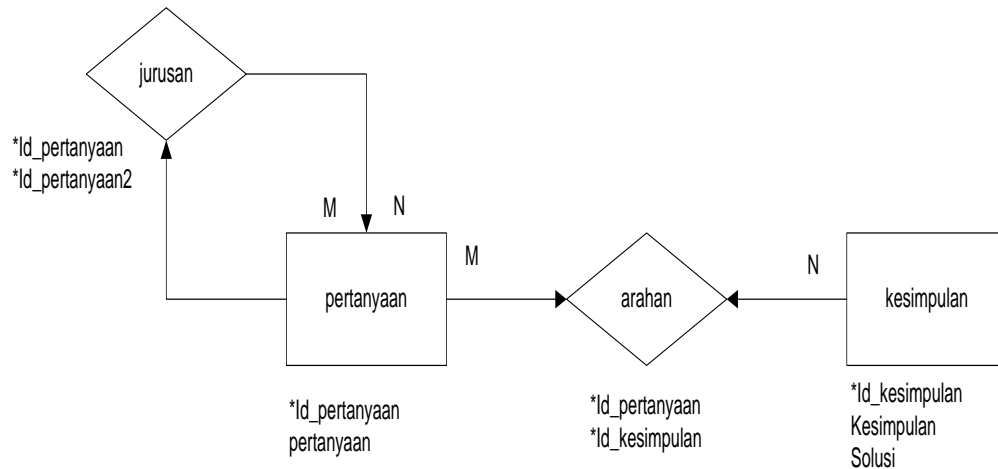 jurusan
*Id_pertanyaan
*Id_pertanyaan2
M
N
M
N
pertanyaan
arahan
kesimpulan
*Id_pertanyaan
pertanyaan
*Id_pertanyaan
*Id_kesimpulan
*Id_kesimpulan
Kesimpulan
Solusi